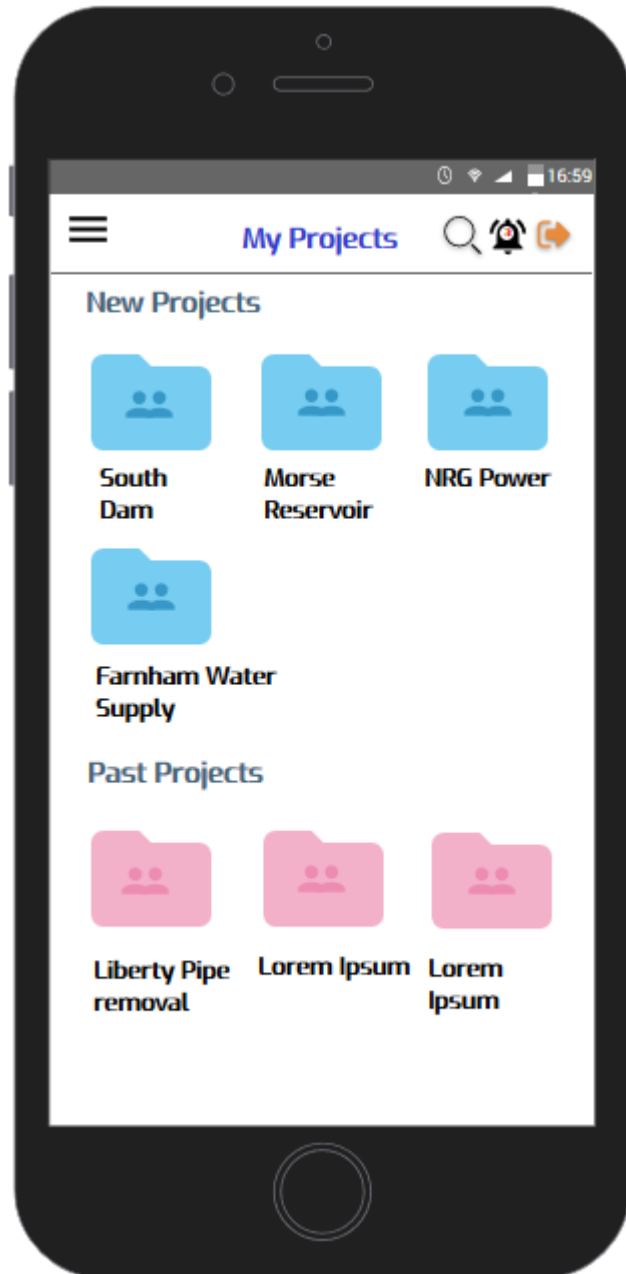 16:59
My Projects
New Projects
South
Dam
Morse
Reservoir
NRG Power
Farnham Water
Supply
Past Projects
Liberty Pipe
removal
Lorem Ipsum
Lorem
Ipsum